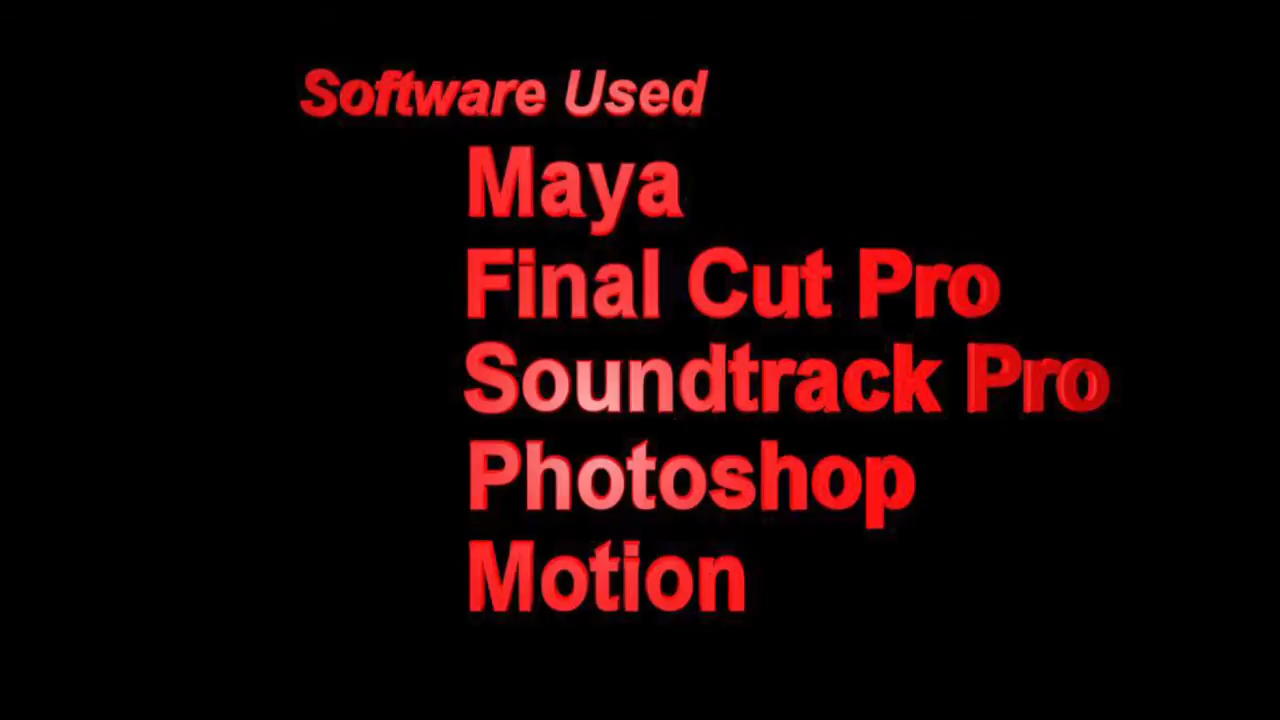 Software Used
Maya
Final Cut Pro
Soundtrack Pro
Photoshop
Motion